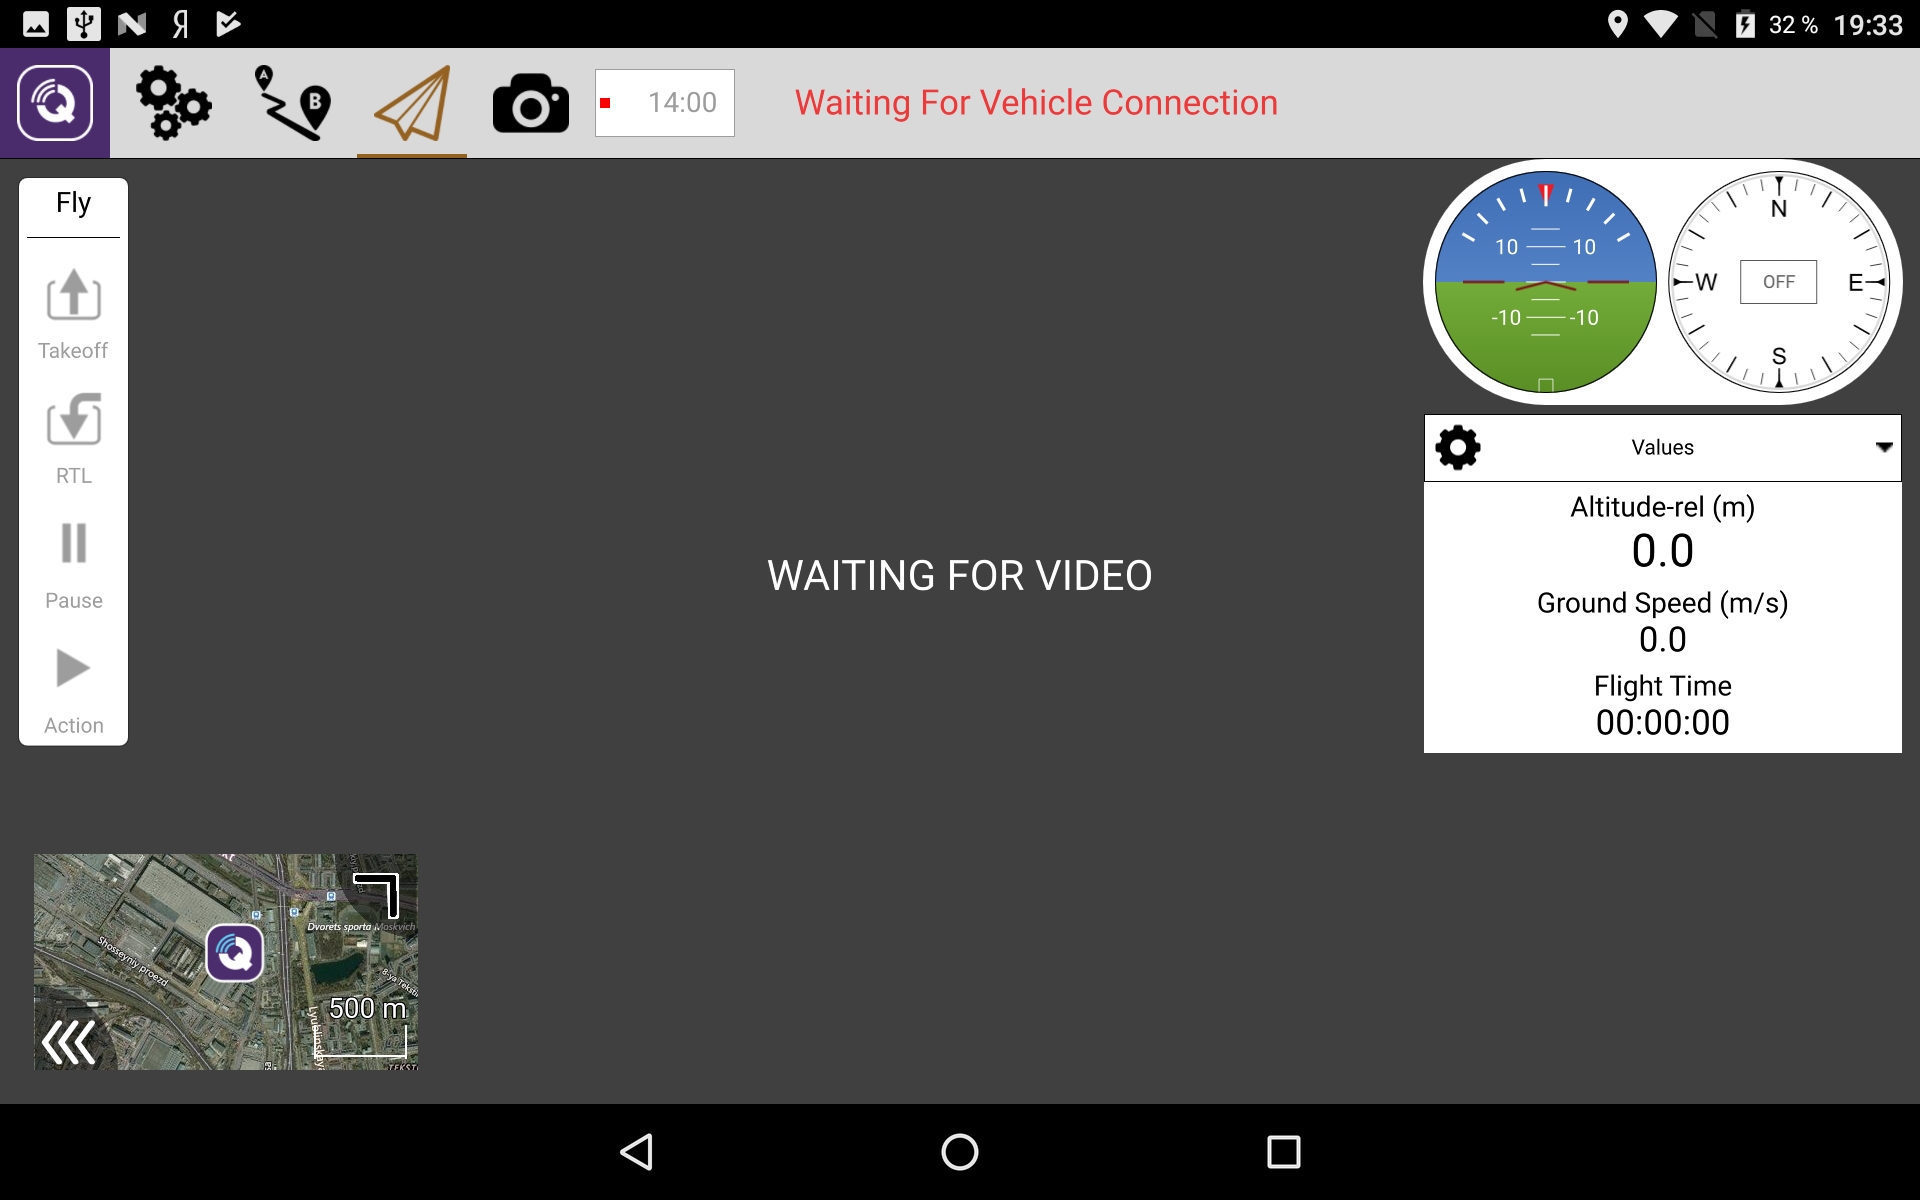 32 % 19:33
14:00 Waiting For Vehicle Connection
Fly
Takeoff
RTL
Pause
Action
WAITING FOR VIDEO
10 10
-10 -10
N
W OFF E
S
Values
Altitude-rel (m)
0.0
Ground Speed (m/s)
0.0
Flight Time
00:00:00
Dvorets sporta Moskvich
Shosseyniy proezd
500 m